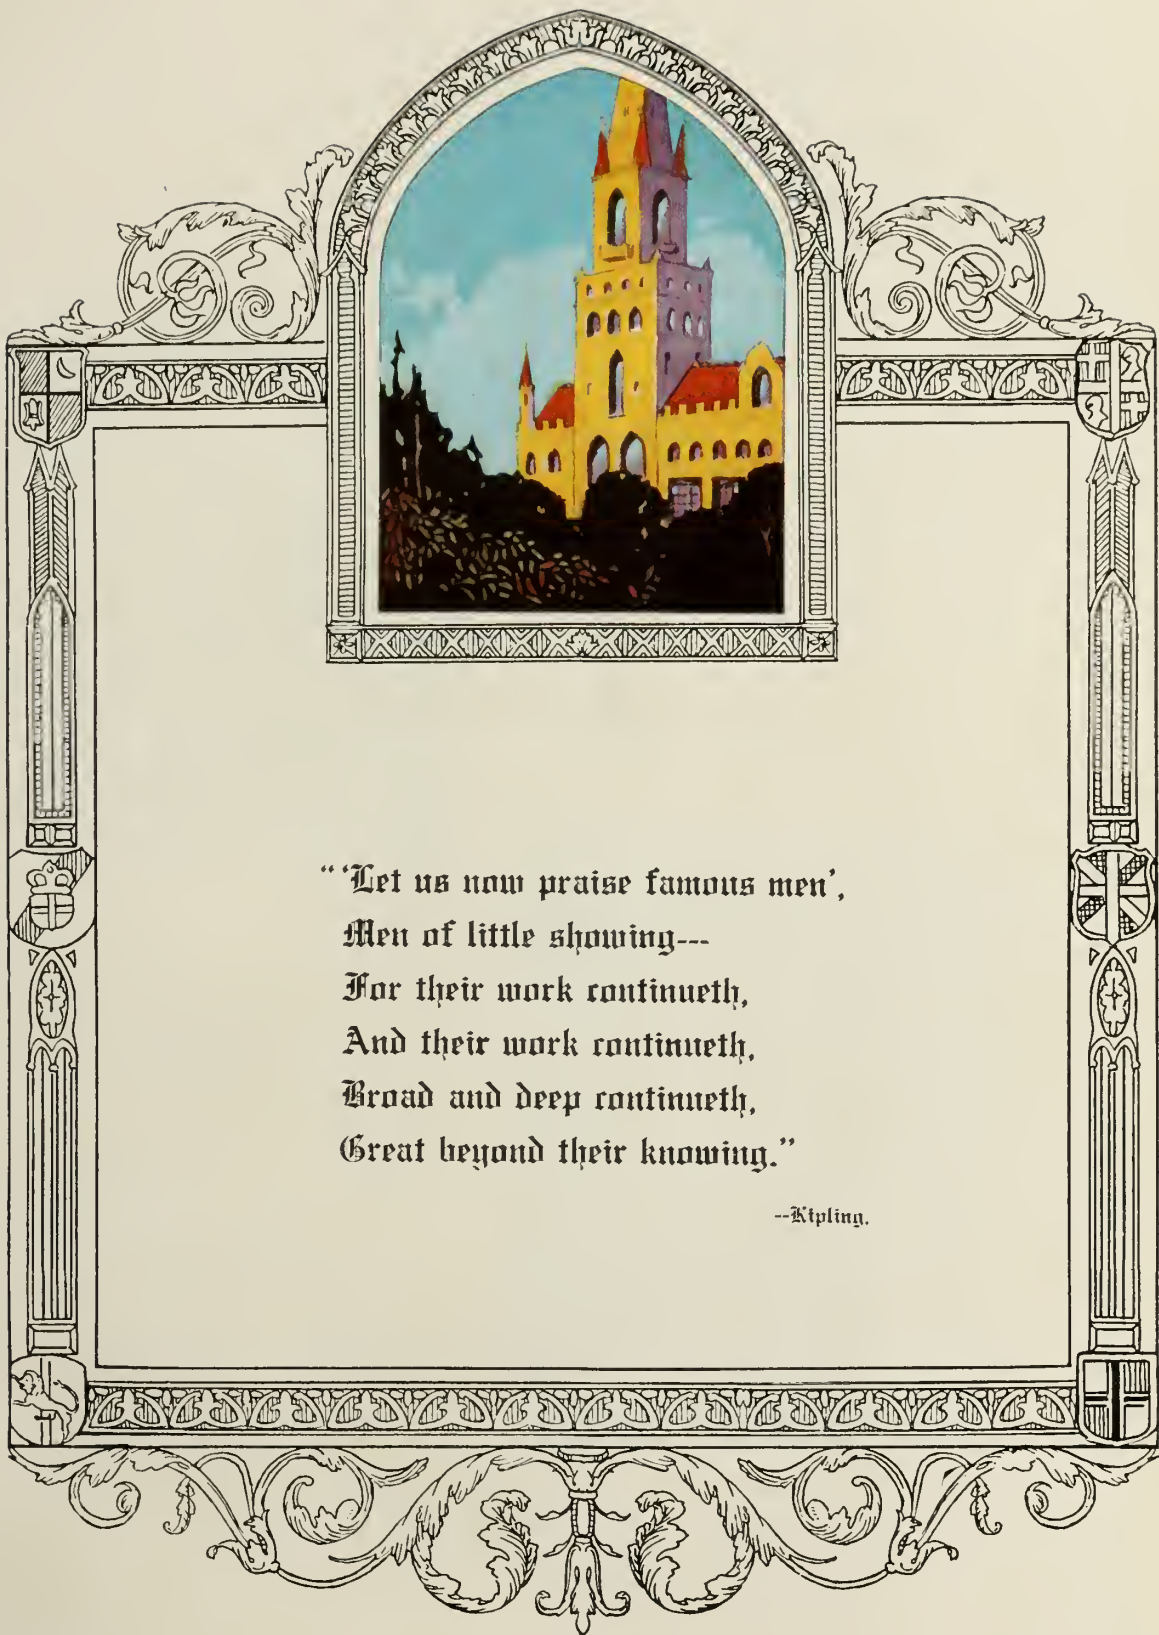 “ ‘Let us now praise famous men’,
Men of little showing---
For their work continueth,
And their work continueth,
Broad and deep continueth,
Great beyond their knowing.”
--Kipling.